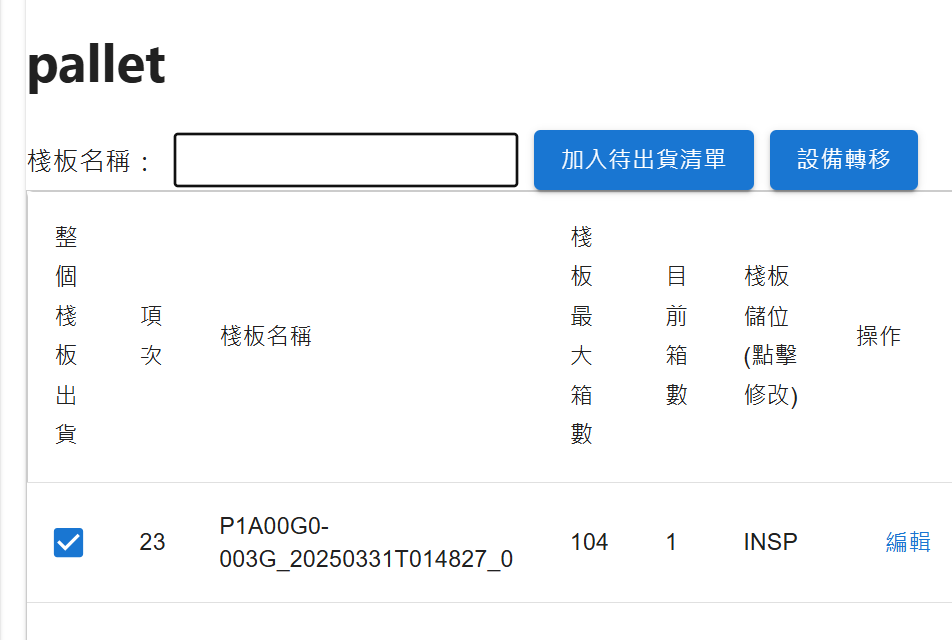 pallet
棧板名稱：
加入待出貨清單
設備轉移
整
個
棧
板
出
貨
項
次
棧板名稱
棧
板
最
大
箱
數
目
前
箱
數
棧板
儲位
(點擊
修改)
操作
23
P1A00G0-
003G_20250331T014827_0
104
1
INSP
編輯